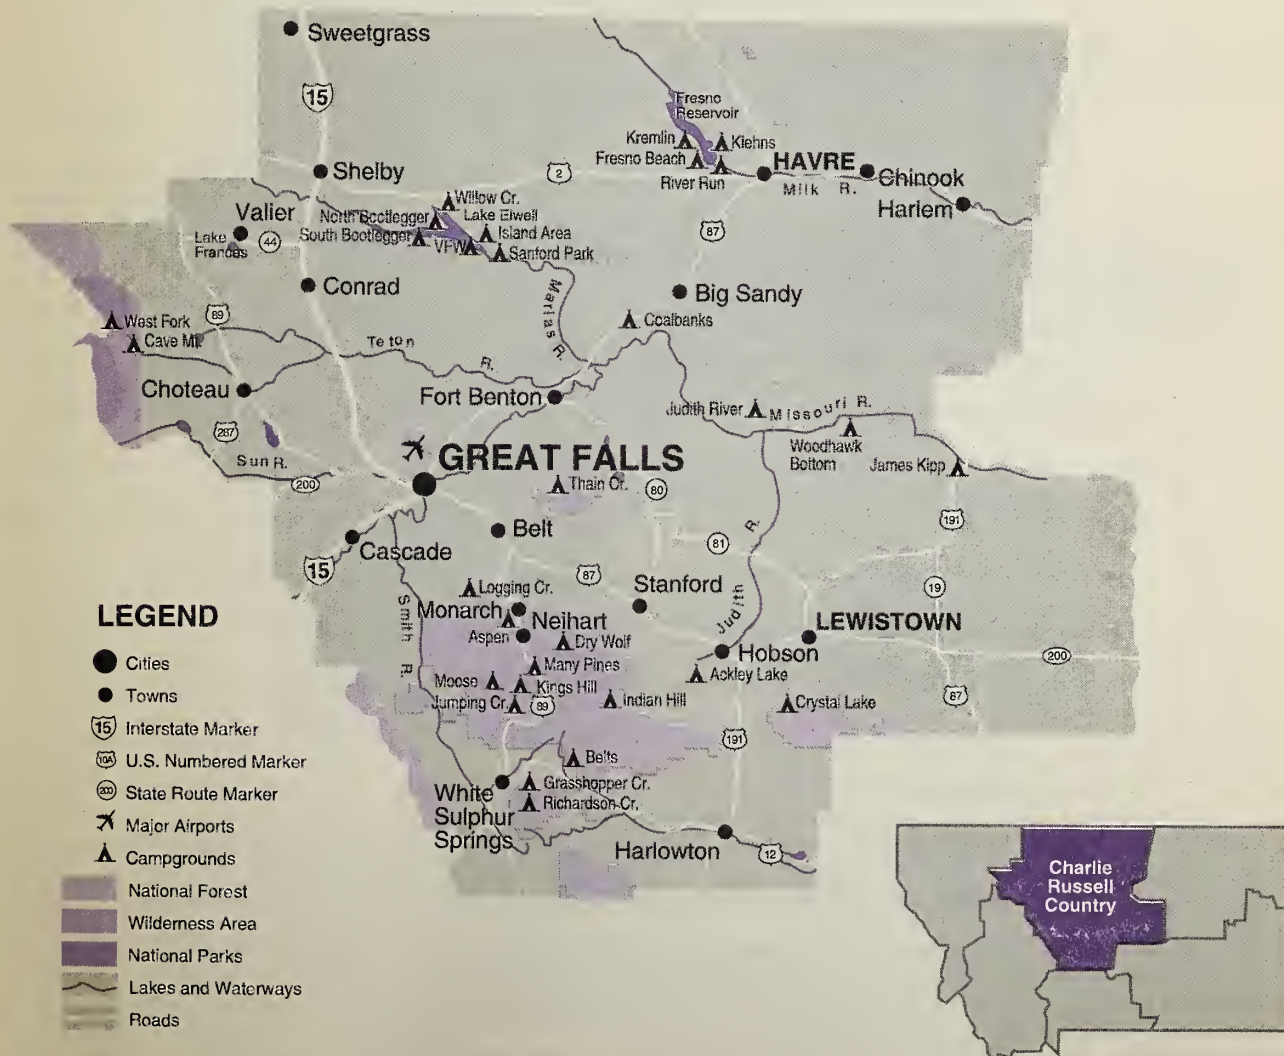 Sweetgrass
15
Fresno
Reservoir
Kremlin
Kiehns
Fresno Beach
River Run
HAVRE
Chinook
Milk R.
Harlem
Shelby
2
Willow Cr.
Valier
North Bootlegger
Lake Elwell
Island Area
South Bootlegger
VFW
Sanford Park
Lake
Frances
44
87
Conrad
Marias R.
Big Sandy
89
West Fork
Cave Mt.
Coalbanks
Teton R.
Choteau
Fort Benton
Judith River
Missouri R.
287
Woodhawk
Bottom
James Kipp
Sun R.
GREAT FALLS
200
Thain Cr.
80
191
Belt
Cascade
81
15
87
Judith R.
Logging Cr.
Stanford
19
Smith R.
Monarch
Neihart
LEWISTOWN
Aspen
Dry Wolf
Hobson
200
Many Pines
Ackley Lake
Moose
Kings Hill
Jumping Cr.
89
Indian Hill
Crystal Lake
87
191
Belts
White
Sulphur
Springs
Grasshopper Cr.
Richardson Cr.
Harlowton
12
LEGEND
Cities
Towns
15 Interstate Marker
10A U.S. Numbered Marker
200 State Route Marker
Major Airports
Campgrounds
National Forest
Wilderness Area
National Parks
Lakes and Waterways
Roads
Charlie
Russell
Country